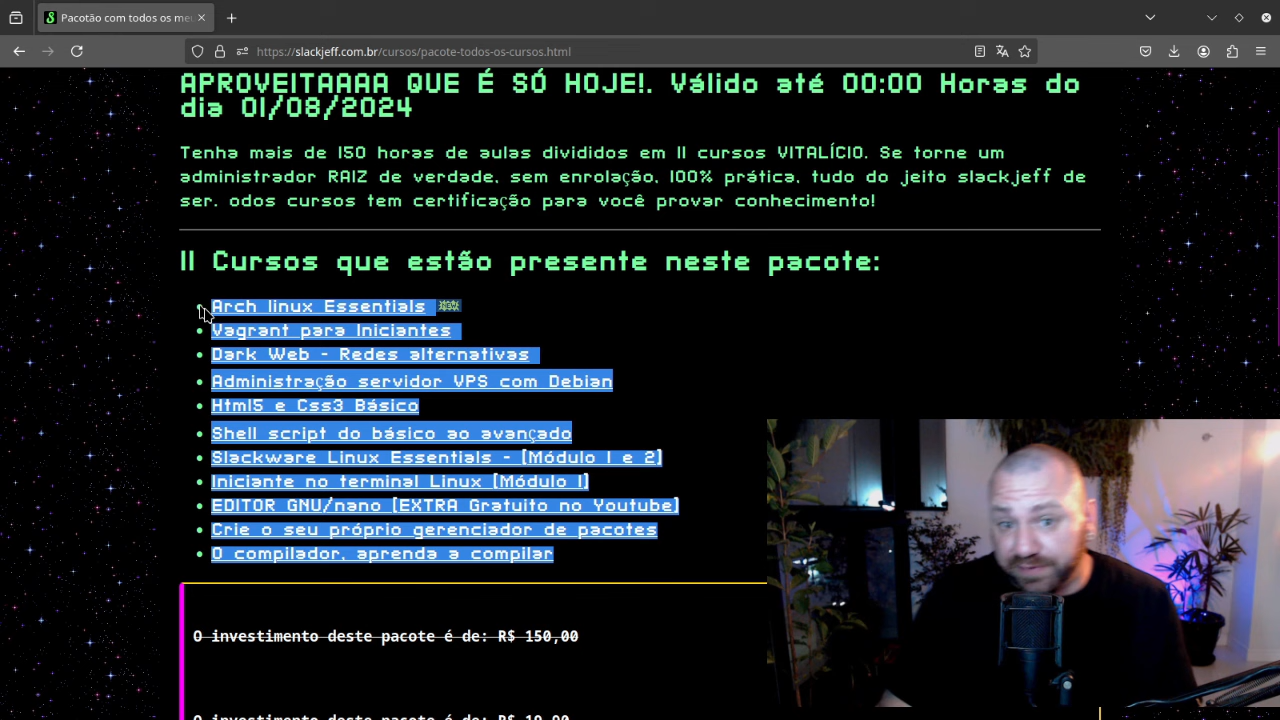 Pacotão com todos os me
https://slackjeff.com.br/cursos/pacote-todos-os-cursos.html
APROVEITAAAA QUE É SÓ HOJE!. Válido até 00:00 Horas do
dia 01/08/2024
Tenha mais de 150 horas de aulas divididos em 11 cursos VITALÍCIO. Se torne um
administrador RAIZ de verdade, sem enrolação, 100% prática, tudo do jeito slackjeff de
ser. odos cursos tem certificação para você provar conhecimento!
11 Cursos que estão presente neste pacote:
Arch linux Essentials NEW
Vagrant para Iniciantes
Dark Web - Redes alternativas
Administração servidor VPS com Debian
Html5 e Css3 Básico
Shell script do básico ao avançado
Slackware Linux Essentials - [Módulo 1 e 2]
Iniciante no terminal Linux [Módulo 1]
EDITOR GNU/nano [EXTRA Gratuito no Youtube]
Crie o seu próprio gerenciador de pacotes
O compilador, aprenda a compilar
O investimento deste pacote é de: R$ 150,00
O investimento deste pacote é de: R$